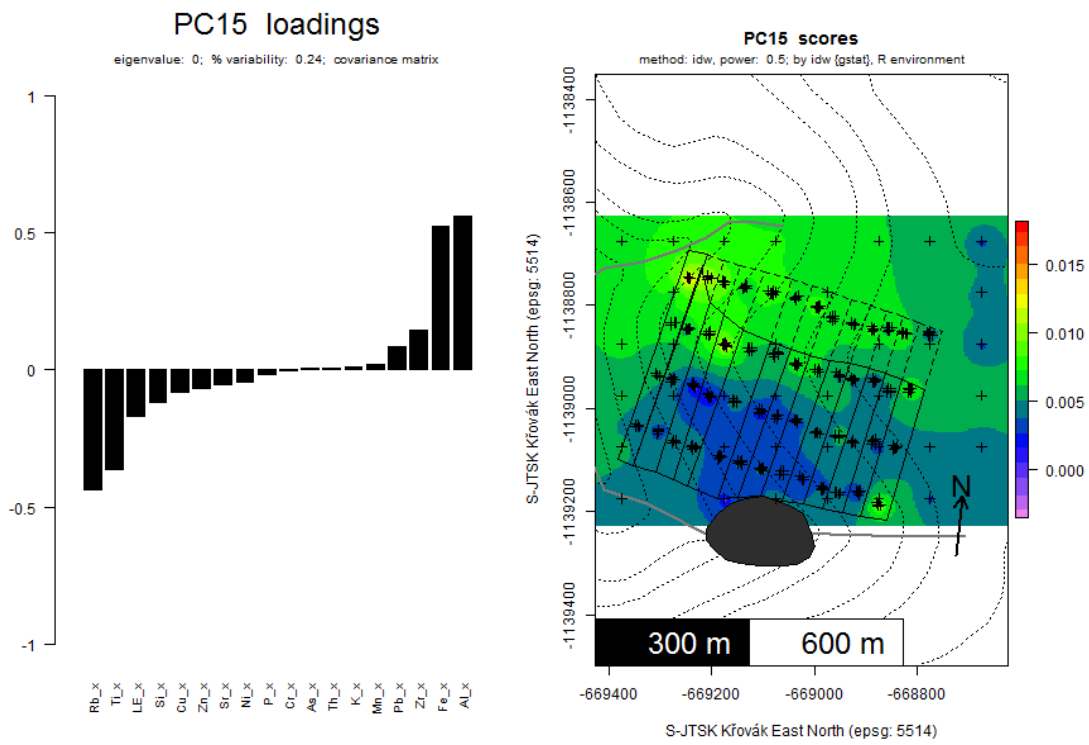 PC15 loadings
eigenvalue: 0; % variability: 0.24; covariance matrix
1
0.5
0
-0.5
-1
Rb_x
Ti_x
LE_x
Si_x
Cu_x
Zn_x
Sr_x
Ni_x
P_x
Cr_x
As_x
Th_x
K_x
Mn_x
Pb_x
Zr_x
Fe_x
Al_x
PC15 scores
method: idw, power: 0.5; by idw {gstat}, R environment
S-JTSK Křovák East North (epsg: 5514)
-1138400
-1138600
-1138800
-1139000
-1139200
-1139400
N
300 m
600 m
0.015
0.010
0.005
0.000
-669400
-669200
-669000
-668800
S-JTSK Křovák East North (epsg: 5514)